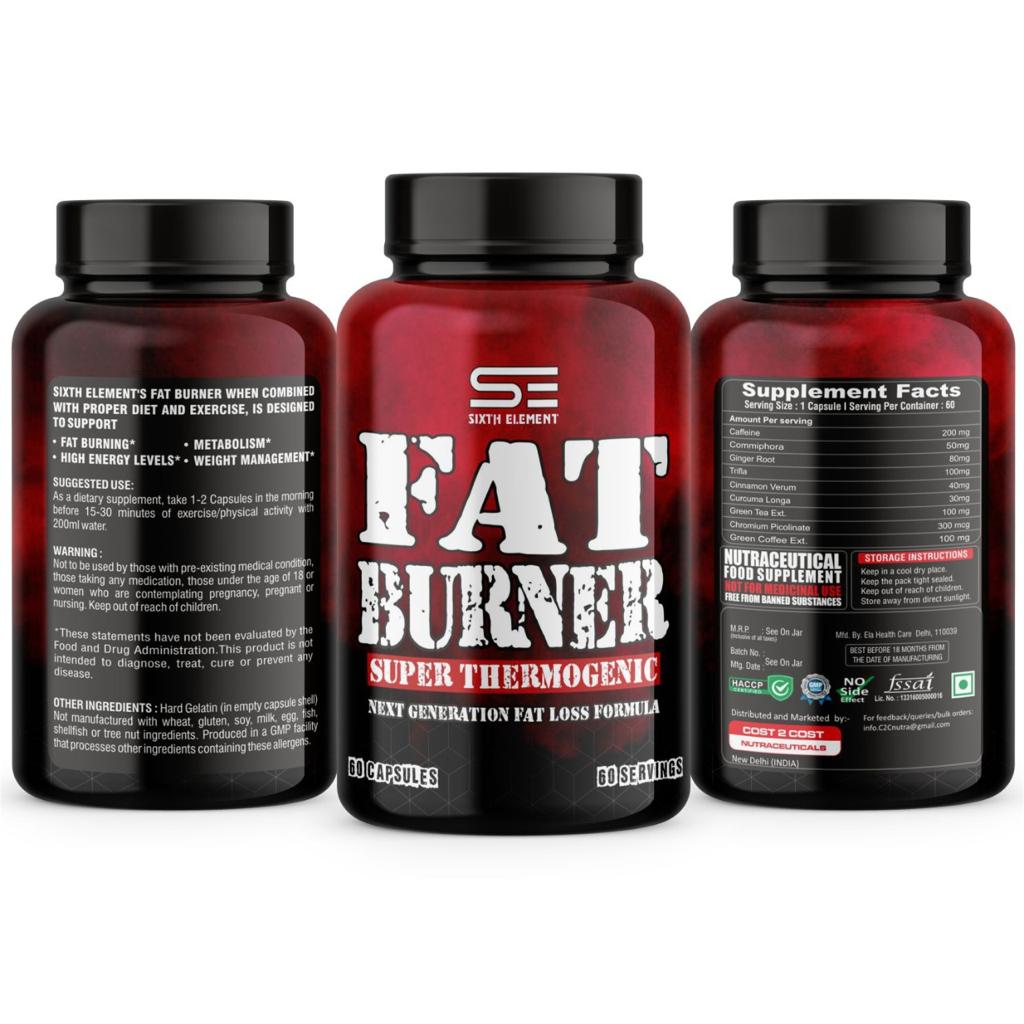 SIXTH ELEMENT'S FAT BURNER WHEN COMBINED
WITH PROPER DIET AND EXERCISE, IS DESIGNED
TO SUPPORT
• FAT BURNING* • METABOLISM*
• HIGH ENERGY LEVELS* • WEIGHT MANAGEMENT*
SUGGESTED USE:
As a dietary supplement, take 1-2 Capsules in the morning
before 15-30 minutes of exercise/physical activity with
200ml water.
WARNING :
Not to be used by those with pre-existing medical condition,
those taking any medication, those under the age of 18 or
women who are contemplating pregnancy, pregnant or
nursing. Keep out of reach of children.
*These statements have not been evaluated by the
Food and Drug Administration.This product is not
intended to diagnose, treat, cure or prevent any
disease.
OTHER INGREDIENTS : Hard Gelatin (in empty capsule shell)
Not manufactured with wheat, gluten, soy, milk, egg, fish,
shellfish or tree nut ingredients. Produced in a GMP facility
that processes other ingredients containing these allergens.
SE
SIXTH ELEMENT
FAT
BURNER
SUPER THERMOGENIC
NEXT GENERATION FAT LOSS FORMULA
60 CAPSULES 60 SERVINGS
Supplement Facts
Serving Size : 1 Capsule I Serving Per Container : 60
Amount Per serving
Caffeine 200 mg
Commiphora 50mg
Ginger Root 80mg
Trifla 100mg
Cinnamon Verum 40mg
Curcuma Longa 30mg
Green Tea Ext. 100 mg
Chromium Picolinate 300 mcg
Green Coffee Ext. 100 mg
NUTRACEUTICAL
FOOD SUPPLEMENT
NOT FOR MEDICINAL USE
FREE FROM BANNED SUBSTANCES
STORAGE INSTRUCTIONS
Keep in a cool dry place.
Keep the pack tight sealed.
Keep out of reach of children.
Store away from direct sunlight.
M.R.P. : See On Jar
(Inclusive of all taxes)
Batch No. :
Mfg. Date : See On Jar
Mfd. By. Ela Health Care Delhi, 110039
BEST BEFORE 18 MONTHS FROM
THE DATE OF MANUFACTURING
HACCP
CERTIFIED
GMP
NO
Side
Effect
fssai
Lic. No. : 13316005000016
Distributed and Marketed by:-
COST 2 COST
NUTRACEUTICALS
New Delhi (INDIA)
For feedback/queries/bulk orders:
info.C2Cnutra@gmail.com